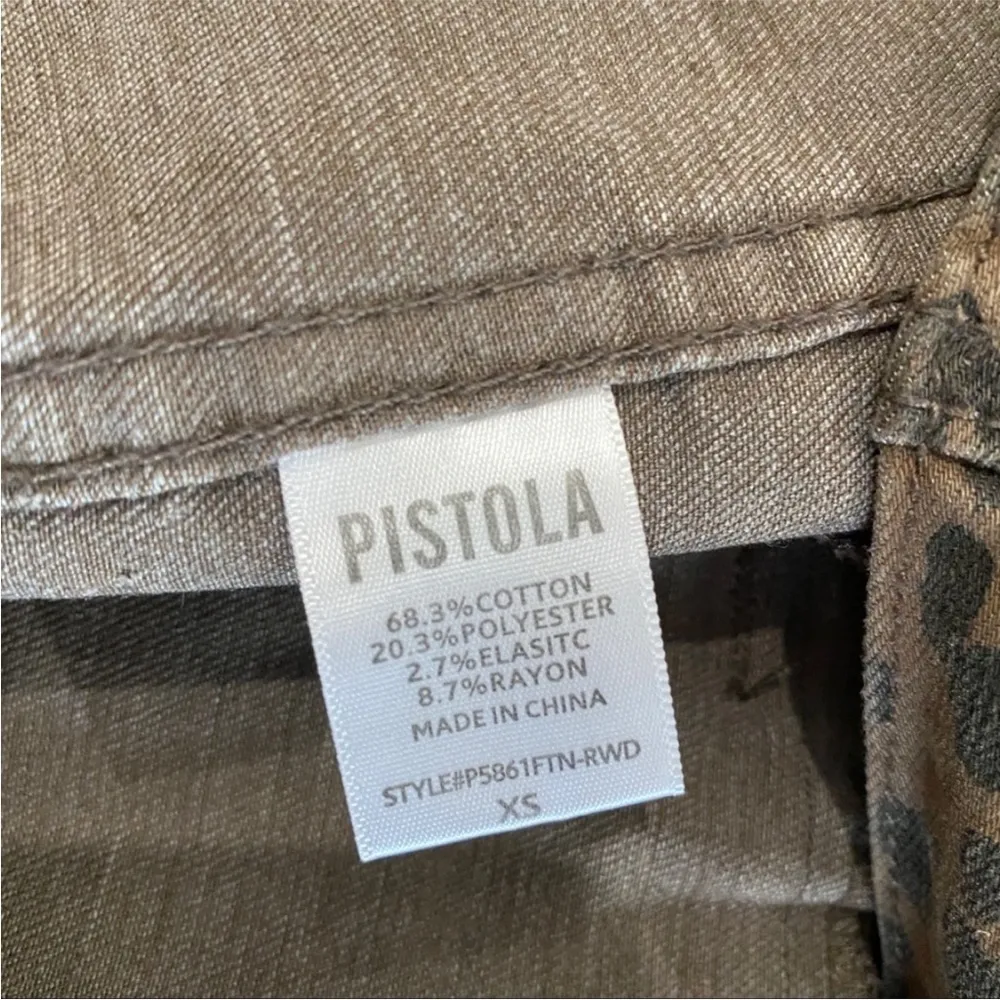 PISTOLA
68.3%COTTON
20.3%POLYESTER
2.7%ELASITC
8.7%RAYON
MADE IN CHINA
STYLE#P5861FTN-RWD
XS